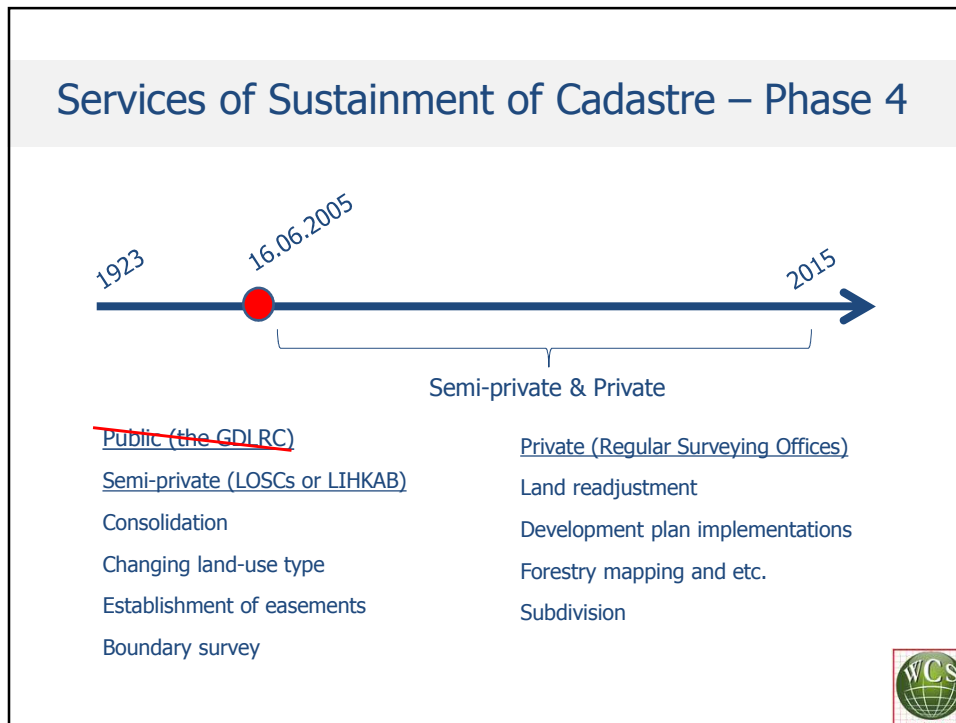 Services of Sustainment of Cadastre – Phase 4
1923
16.06.2005
2015
Semi-private & Private
Public (the GDLRC)
Semi-private (LOSCs or LIHKAB)
Consolidation
Changing land-use type
Establishment of easements
Boundary survey
Private (Regular Surveying Offices)
Land readjustment
Development plan implementations
Forestry mapping and etc.
Subdivision
WCS